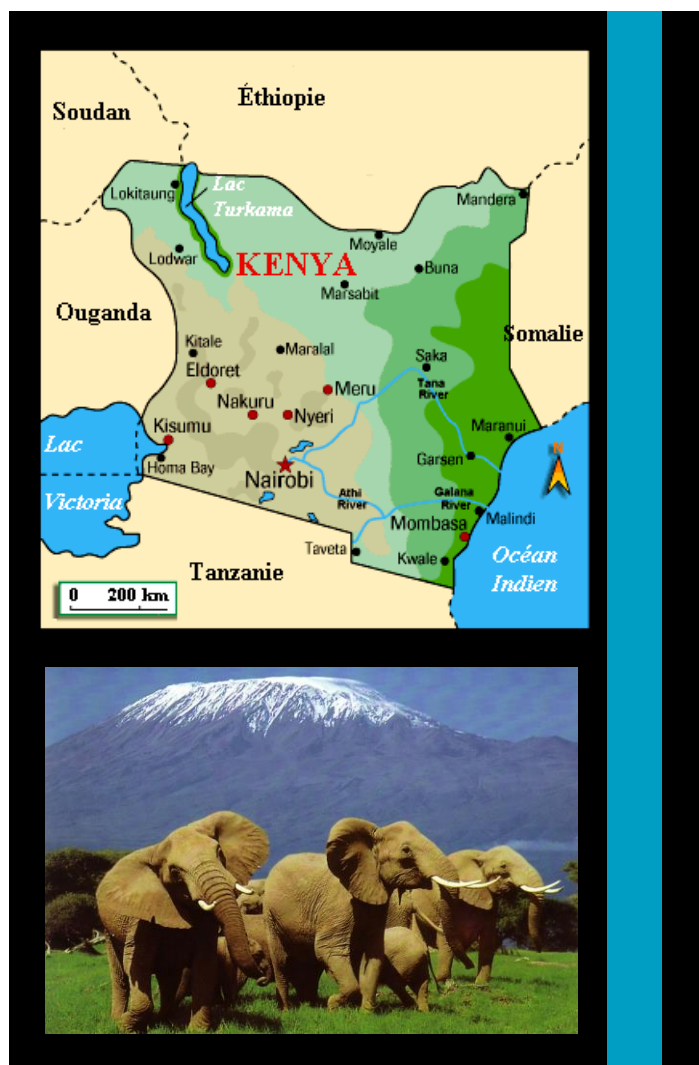 Éthiopie
Soudan
Lokitaung
Lac
Turkama
Mandera
Moyale
Lodwar
KENYA
Buna
Marsabit
Ouganda
Somalie
Kitale
Maralal
Saka
Eldoret
Tana
River
Meru
Nakuru
Nyeri
Kisumu
Maranui
Lac
Homa Bay
Garsen
N
Nairobi
Victoria
Athi
River
Galana
River
Malindi
Mombasa
Taveta
Kwale
Océan
Indien
Tanzanie
0 200 km